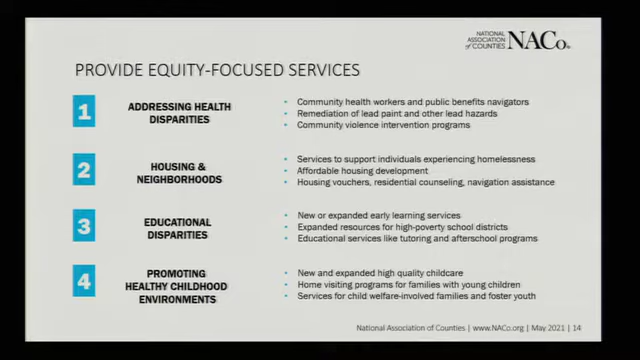 NATIONAL
ASSOCIATION
of COUNTIES
NACo
PROVIDE EQUITY-FOCUSED SERVICES
1
ADDRESSING HEALTH
DISPARITIES
• Community health workers and public benefits navigators
• Remediation of lead paint and other lead hazards
• Community violence intervention programs
2
HOUSING &
NEIGHBORHOODS
• Services to support individuals experiencing homelessness
• Affordable housing development
• Housing vouchers, residential counseling, navigation assistance
3
EDUCATIONAL
DISPARITIES
• New or expanded early learning services
• Expanded resources for high-poverty school districts
• Educational services like tutoring and afterschool programs
4
PROMOTING
HEALTHY CHILDHOOD
ENVIRONMENTS
• New and expanded high quality childcare
• Home visiting programs for families with young children
• Services for child welfare-involved families and foster youth
National Association of Counties | www.NACo.org | May 2021 | 14